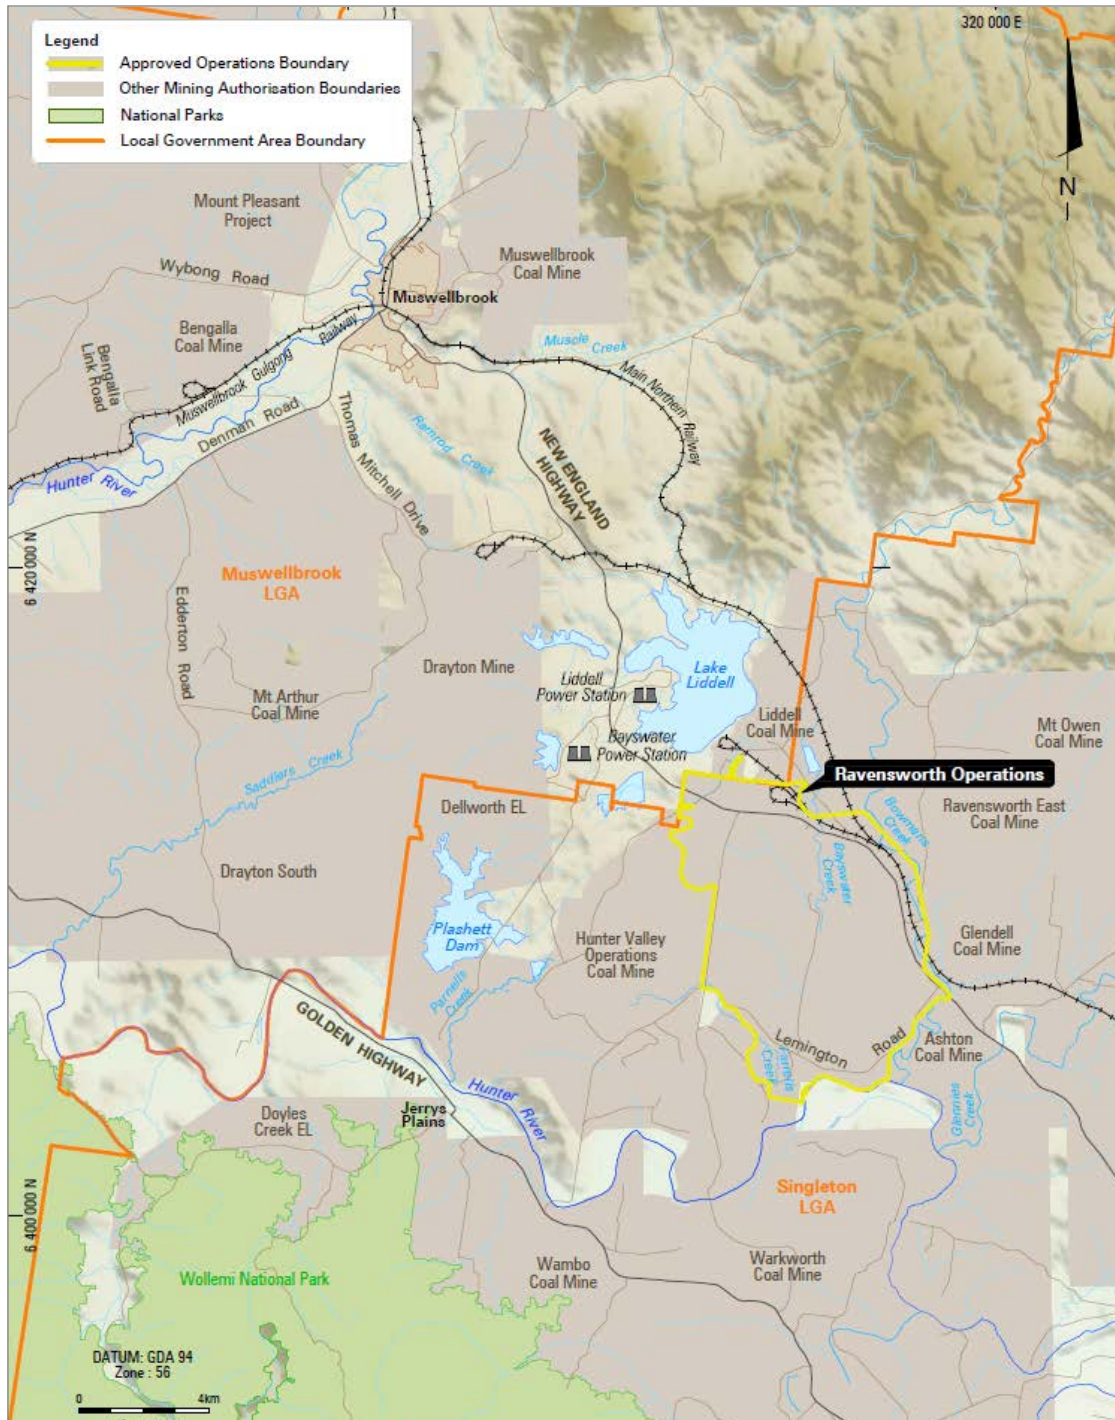 320 000 E
Legend
Approved Operations Boundary
Other Mining Authorisation Boundaries
National Parks
Local Government Area Boundary
N
Mount Pleasant
Project
Muswellbrook
Coal Mine
Wybong Road
Muswellbrook
Bengalla
Coal Mine
Bengalla
Link Road
Muswellbrook Gulgong Railway
Muscle Creek
Main Northern Railway
Denman Road
Thomas Mitchell Drive
Ramrod Creek
NEW ENGLAND
HIGHWAY
Hunter River
6 420 000 N
Muswellbrook
LGA
Edderton Road
Drayton Mine
Liddell
Power Station
Lake
Liddell
Mt Arthur
Coal Mine
Liddell
Coal Mine
Mt Owen
Coal Mine
Bayswater
Power Station
Saddlers Creek
Ravensworth Operations
Dellworth EL
Ravensworth East
Coal Mine
Bowmans
Creek
Bayswater
Creek
Drayton South
Plashett
Dam
Hunter Valley
Operations
Coal Mine
Glendell
Coal Mine
Parnells
Creek
GOLDEN HIGHWAY
Lemington Road
Farrells
Creek
Ashton
Coal Mine
Glennies
Creek
Hunter
River
Doyles
Creek EL
Jerrys
Plains
Singleton
LGA
6 400 000 N
Wambo
Coal Mine
Warkworth
Coal Mine
Wollemi National Park
DATUM: GDA 94
Zone : 56
0 4km